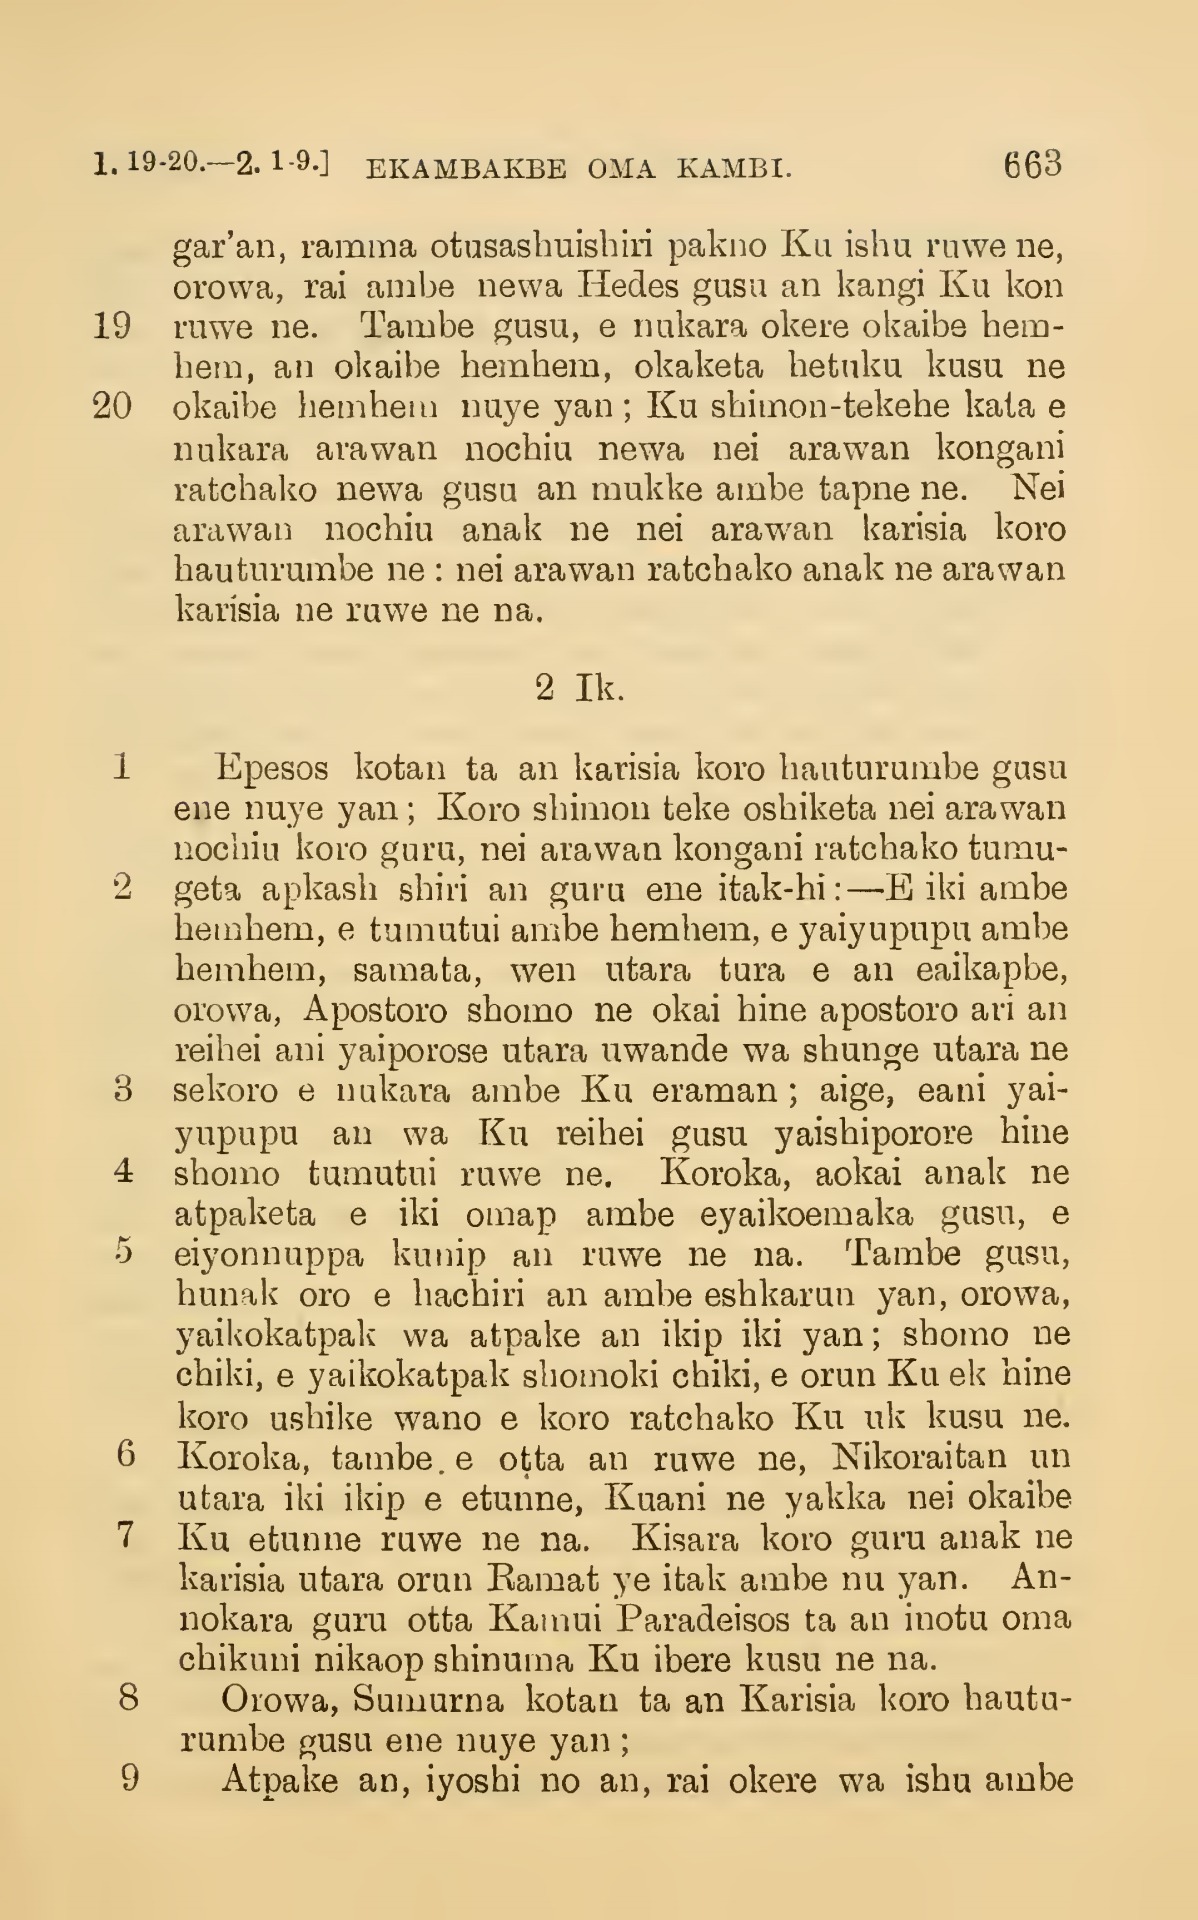 1. 19-20.—2. 1-9.] EKAMBAKBE OMA KAMBI. 663
gar’an, ramma otusashuishiri pakno Ku ishu ruwe ne,
orowa, rai ambe newa Hedes gusu an kangi Ku kon
19 ruwe ne. Tambe gusu, e nukara okere okaibe hem-
hem, an okaibe hemhem, okaketa hetuku kusu ne
20 okaibe hemhem nuye yan; Ku shimon-tekehe kata e
nukara arawan nochiu newa nei arawan kongani
ratchako newa gusu an mukke ambe tapne ne. Nei
arawan nochiu anak ne nei arawan karisia koro
hauturumbe ne: nei arawan ratchako anak ne arawan
karisia ne ruwe ne na.
2 Ik.
1 Epesos kotan ta an karisia koro hauturumbe gusu
ene nuye yan; Koro shimon teke oshiketa nei arawan
nochiu koro guru, nei arawan kongani ratchako tumu-
2 geta apkash shiri an guru ene itak-hi:—E iki ambe
hemhem, e tumutui ambe hemhem, e yaiyupupu ambe
hemhem, samata, wen utara tura e an eaikapbe,
orowa, Apostoro shomo ne okai hine apostoro ari an
reihei ani yaiporose utara uwande wa shunge utara ne
3 sekoro e nukara ambe Ku eraman; aige, eani yai-
yupupu an wa Ku reihei gusu yaishiporore hine
4 shomo tumutui ruwe ne. Koroka, aokai anak ne
atpaketa e iki omap ambe eyaikoemaka gusu, e
5 eiyonnuppa kunip an ruwe ne na. Tambe gusu,
hunak oro e hachiri an ambe eshkarun yan, orowa,
yaikokatpak wa atpake an ikip iki yan; shomo ne
chiki, e yaikokatpak shomoki chiki, e orun Ku ek hine
koro ushike wano e koro ratchako Ku uk kusu ne.
6 Koroka, tambe e otta an ruwe ne, Nikoraitan un
utara iki ikip e etunne, Kuani ne yakka nei okaibe
7 Ku etunne ruwe ne na. Kisara koro guru anak ne
karisia utara orun Ramat ye itak ambe nu yan. An-
nokara guru otta Kamui Paradeisos ta an inotu oma
chikuni nikaop shinuma Ku ibere kusu ne na.
8 Orowa, Sumurna kotan ta an Karisia koro hautu-
rumbe gusu ene nuye yan;
9 Atpake an, iyoshi no an, rai okere wa ishu ambe